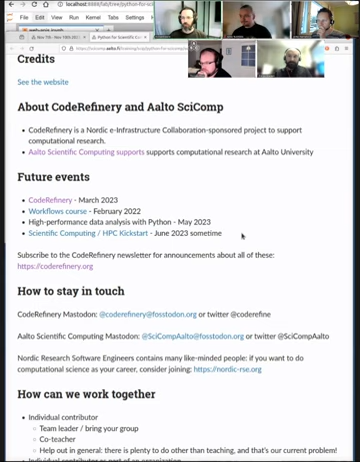 File Edit View Run Kernel Tabs Settings
Credits
See the website
About CodeRefinery and Aalto SciComp
• CodeRefinery is a Nordic e-Infrastructure Collaboration-sponsored project to support
computational research.
• Aalto Scientific Computing supports supports computational research at Aalto University
Future events
• CodeRefinery - March 2023
• Workflows course - February 2022
• High-performance data analysis with Python - May 2023
• Scientific Computing / HPC Kickstart - June 2023 sometime
Subscribe to the CodeRefinery newsletter for announcements about all of these:
https://coderefinery.org
How to stay in touch
CodeRefinery Mastodon: @coderefinery@fosstodon.org or twitter @coderefine
Aalto Scientific Computing Mastodon: @SciCompAalto@fosstodon.org or twitter @SciCompAalto
Nordic Research Software Engineers contains many like-minded people: if you want to do
computational science as your career, consider joining: https://nordic-rse.org
How can we work together
• Individual contributor
◦ Team leader / bring your group
◦ Co-teacher
◦ Help out in general: there is plenty to do other than teaching, and that's our current problem!